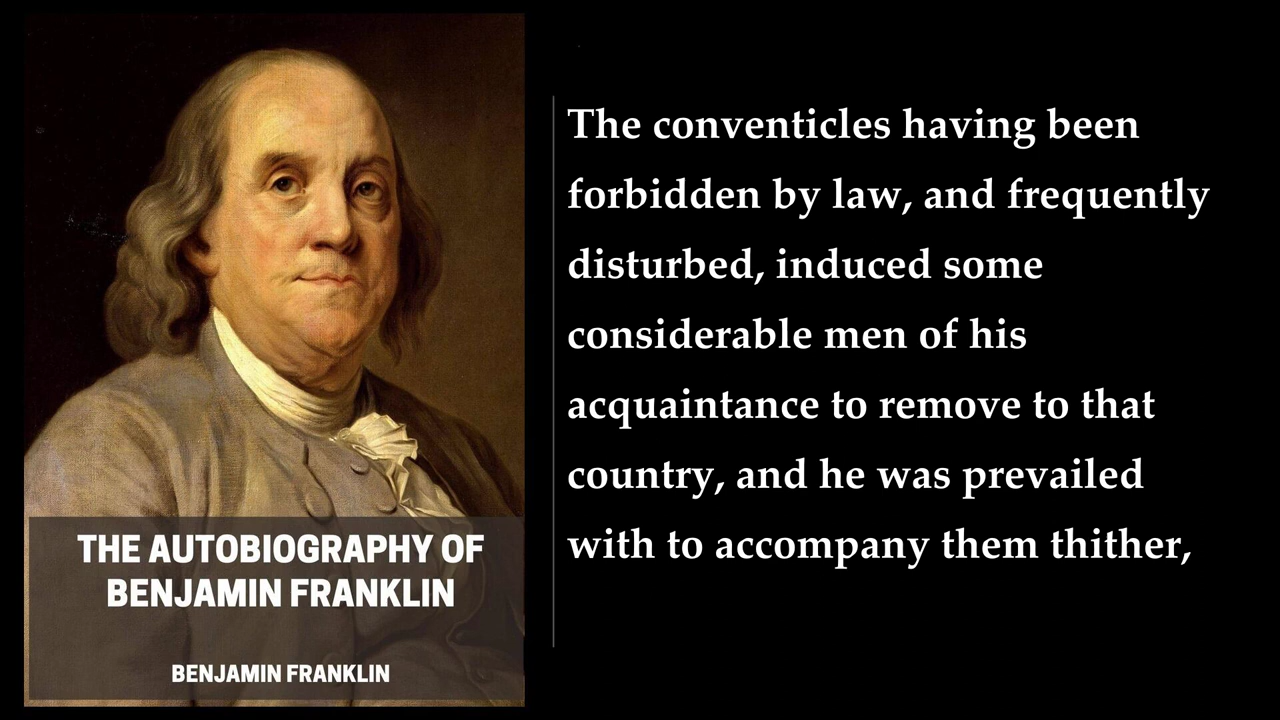 THE AUTOBIOGRAPHY OF
BENJAMIN FRANKLIN
BENJAMIN FRANKLIN
The conventicles having been
forbidden by law, and frequently
disturbed, induced some
considerable men of his
acquaintance to remove to that
country, and he was prevailed
with to accompany them thither,